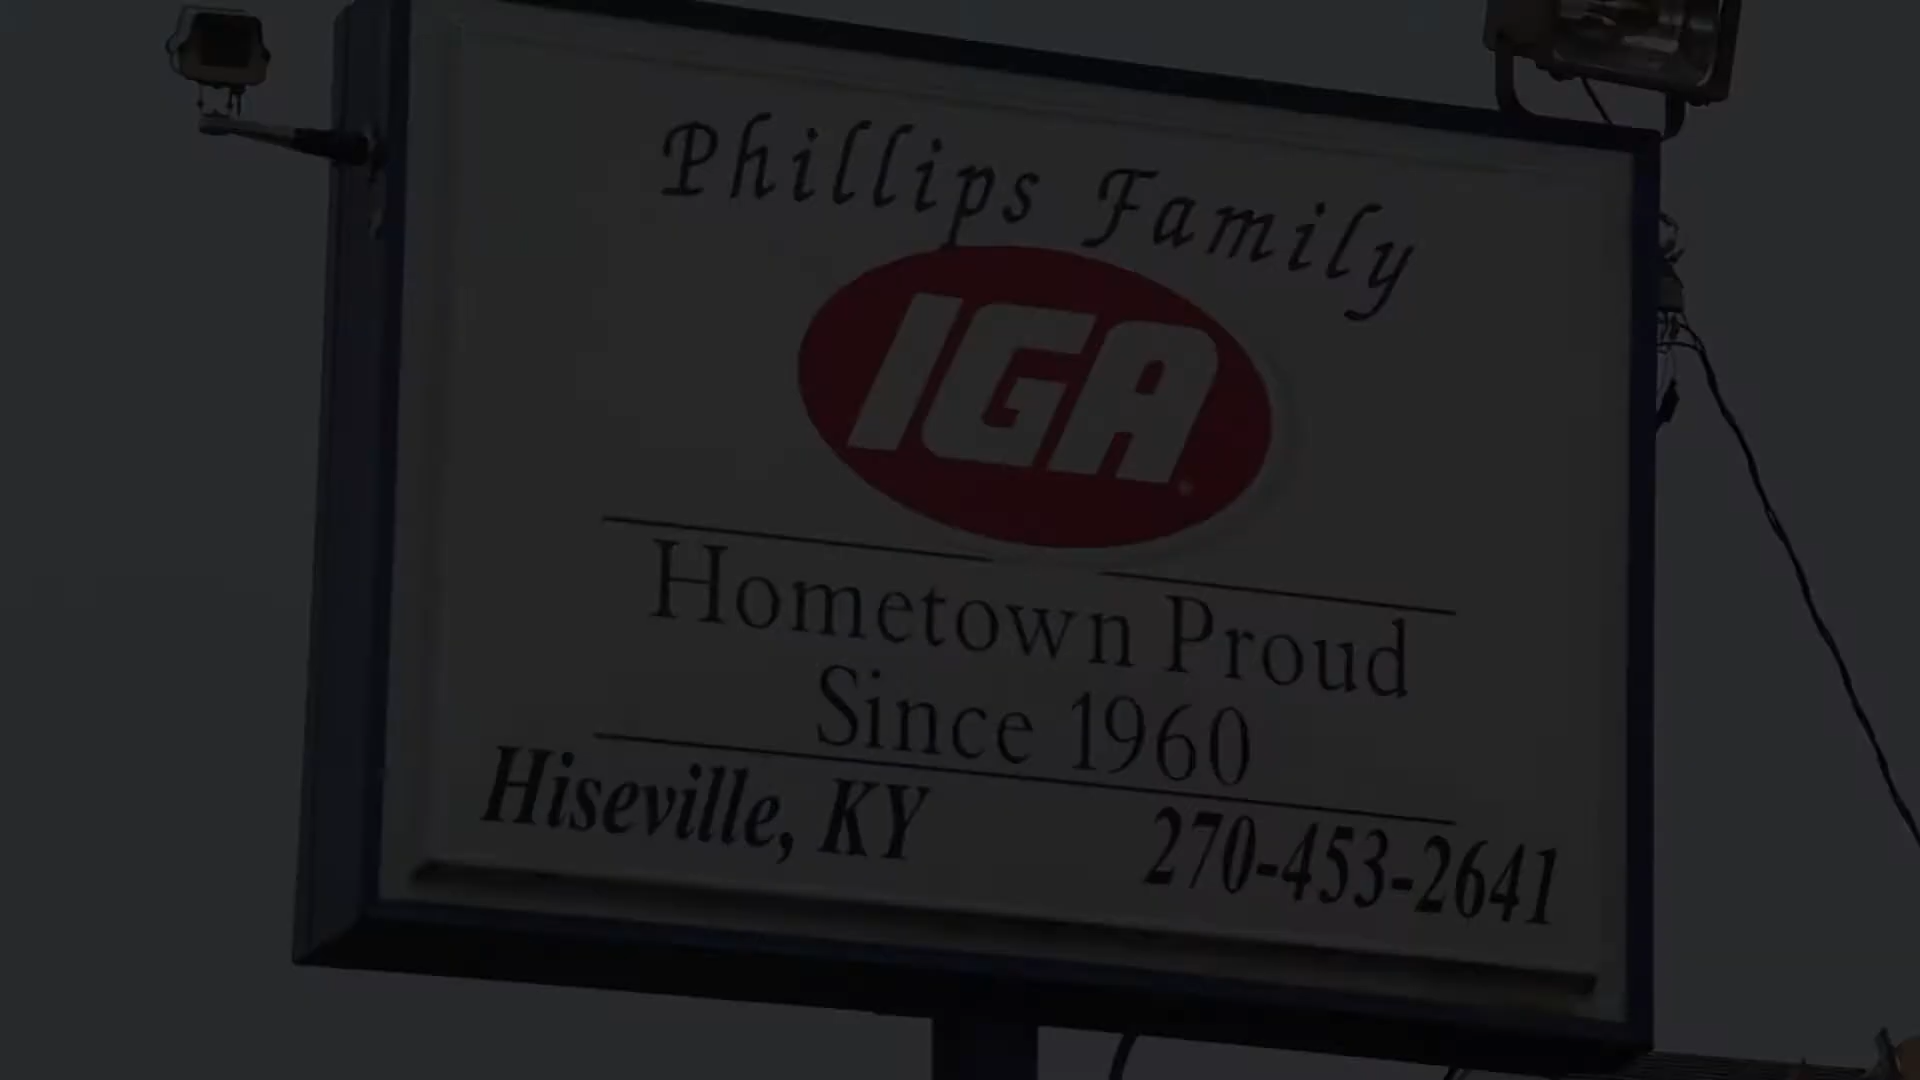 Phillips Family
IGA
Hometown Proud
Since 1960
Hiseville, KY
270-453-2641